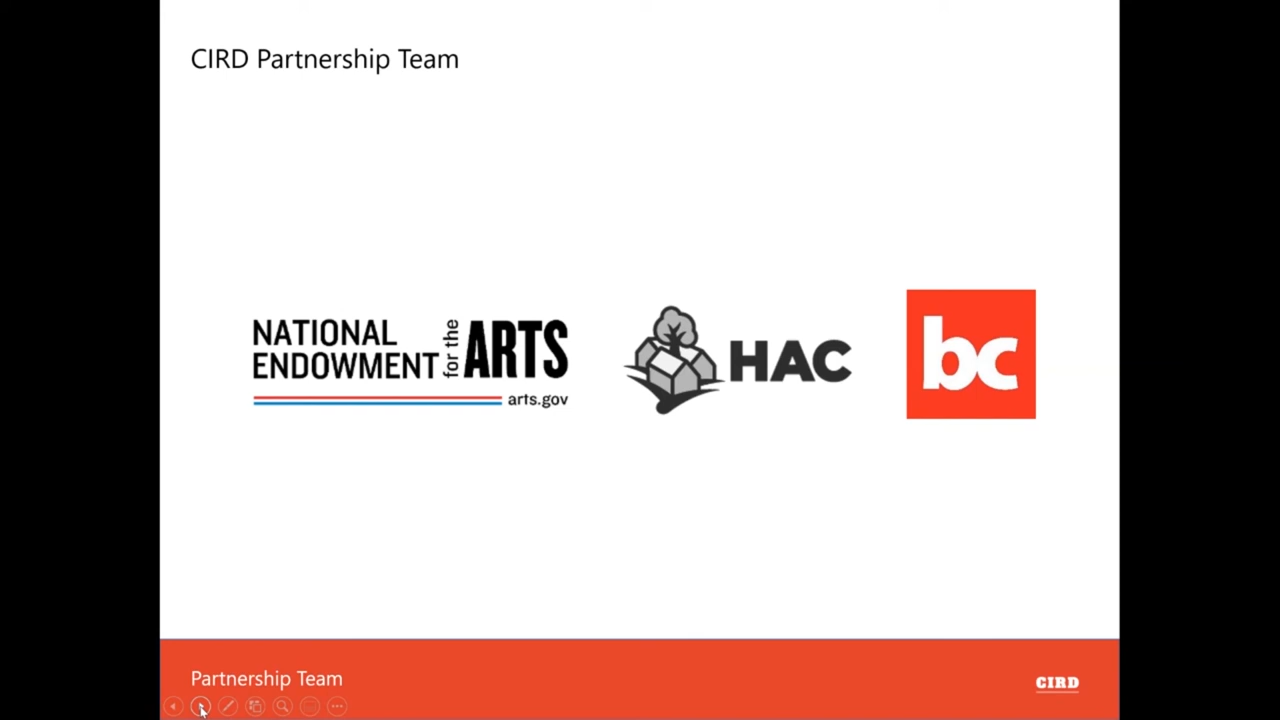 CIRD Partnership Team
NATIONAL
ENDOWMENT
for the
ARTS
arts.gov
HAC
bc
Partnership Team
CIRD